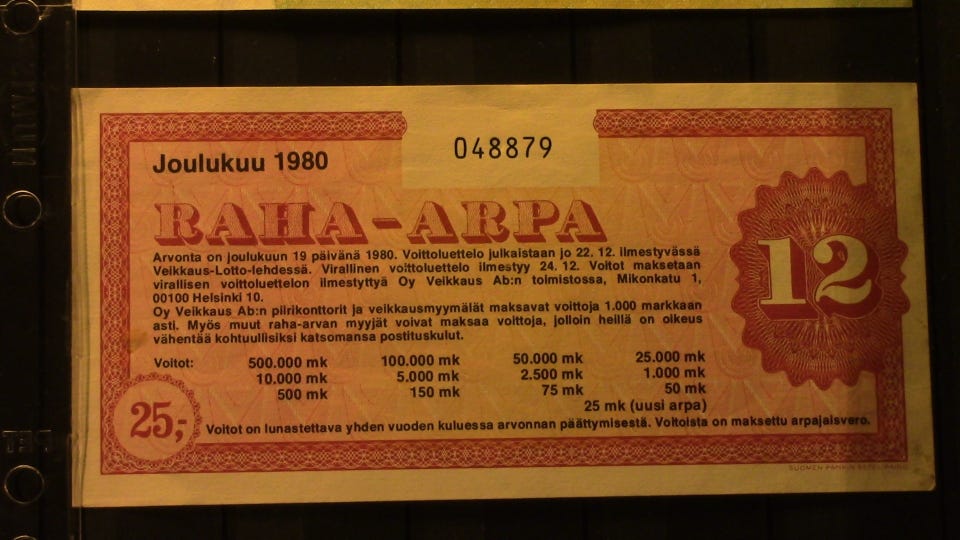 048879
Joulukuu 1980
RAHA-ARPA
Arvonta on joulukuun 19 päivänä 1980. Voittoluettelo julkaistaan jo 22. 12. ilmestyvässä
Veikkaus-Lotto-lehdessä. Virallinen voittoluettelo ilmestyy 24. 12. Voitot maksetaan
virallisen voittoluettelon ilmestyttyä Oy Veikkaus Ab:n toimistossa, Mikonkatu 1,
00100 Helsinki 10.
Oy Veikkaus Ab:n piirikonttorit ja veikkausmyymälät maksavat voittoja 1.000 markkaan
asti. Myös muut raha-arvan myyjät voivat maksaa voittoja, jolloin heillä on oikeus
vähentää kohtuullisiksi katsomansa postituskulut.
12
Voitot: 500.000 mk 100.000 mk 50.000 mk 25.000 mk
10.000 mk 5.000 mk 2.500 mk 1.000 mk
500 mk 150 mk 75 mk 50 mk
25 mk (uusi arpa)
25,-
Voitot on lunastettava yhden vuoden kuluessa arvonnan päättymisestä. Voitoista on maksettu arpajaisvero.
SUOMEN PANKIN SETELIPAINO